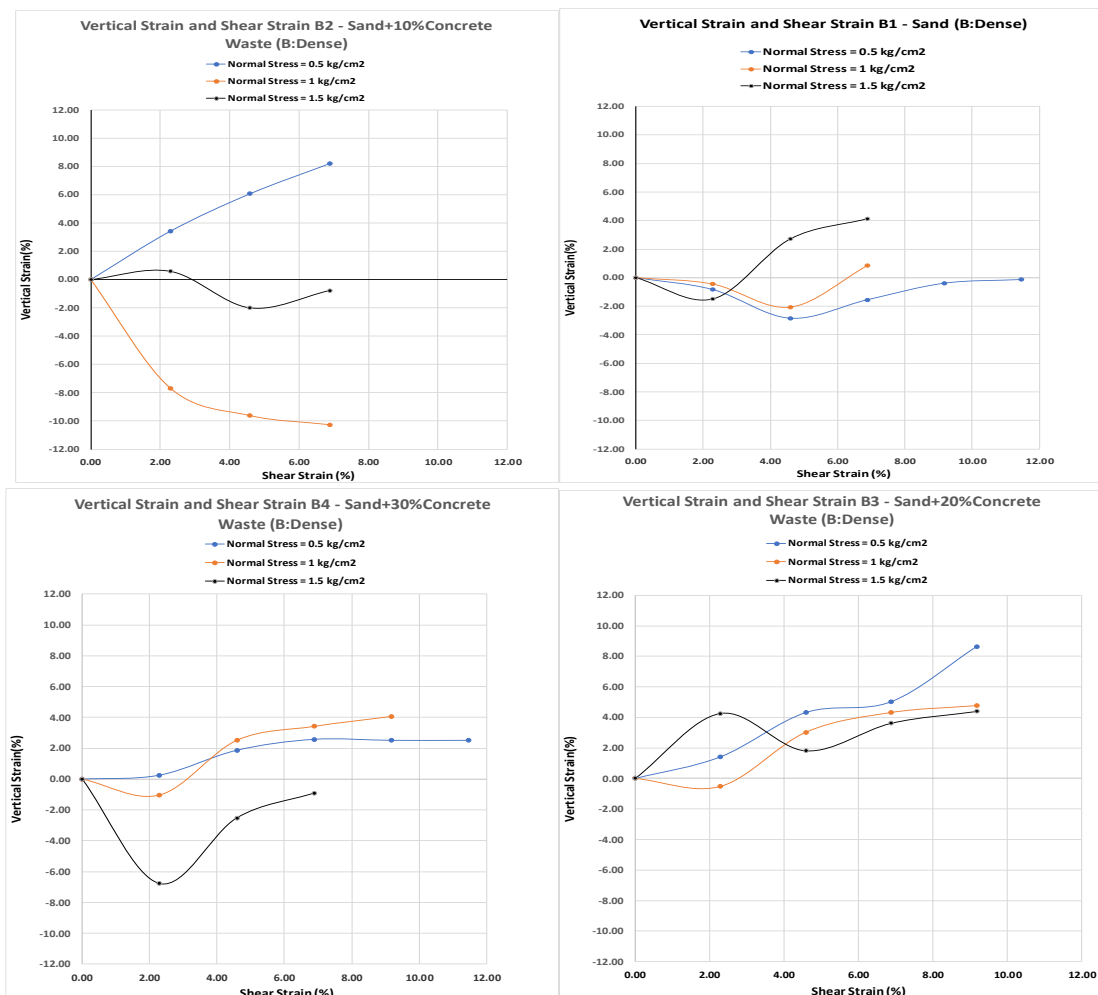 Vertical Strain and Shear Strain B2 - Sand+10%Concrete
Waste (B:Dense)
Normal Stress = 0.5 kg/cm2
Normal Stress = 1 kg/cm2
Normal Stress = 1.5 kg/cm2
12.00
10.00
8.00
6.00
4.00
2.00
0.00
-2.00
-4.00
-6.00
-8.00
-10.00
-12.00
Vertical Strain(%)
0.00 2.00 4.00 6.00 8.00 10.00 12.00
Shear Strain (%)
Vertical Strain and Shear Strain B1 - Sand (B:Dense)
Normal Stress = 0.5 kg/cm2
Normal Stress = 1 kg/cm2
Normal Stress = 1.5 kg/cm2
12.00
10.00
8.00
6.00
4.00
2.00
0.00
-2.00
-4.00
-6.00
-8.00
-10.00
-12.00
Vertical Strain(%)
0.00 2.00 4.00 6.00 8.00 10.00 12.00
Shear Strain (%)
Vertical Strain and Shear Strain B4 - Sand+30%Concrete
Waste (B:Dense)
Normal Stress = 0.5 kg/cm2
Normal Stress = 1 kg/cm2
Normal Stress = 1.5 kg/cm2
12.00
10.00
8.00
6.00
4.00
2.00
0.00
-2.00
-4.00
-6.00
-8.00
-10.00
-12.00
Vertical Strain(%)
0.00 2.00 4.00 6.00 8.00 10.00 12.00
Shear Strain (%)
Vertical Strain and Shear Strain B3 - Sand+20%Concrete
Waste (B:Dense)
Normal Stress = 0.5 kg/cm2
Normal Stress = 1 kg/cm2
Normal Stress = 1.5 kg/cm2
12.00
10.00
8.00
6.00
4.00
2.00
0.00
-2.00
-4.00
-6.00
-8.00
-10.00
-12.00
Vertical Strain(%)
0.00 2.00 4.00 6.00 8.00 10.00 12.00
Shear Strain (%)